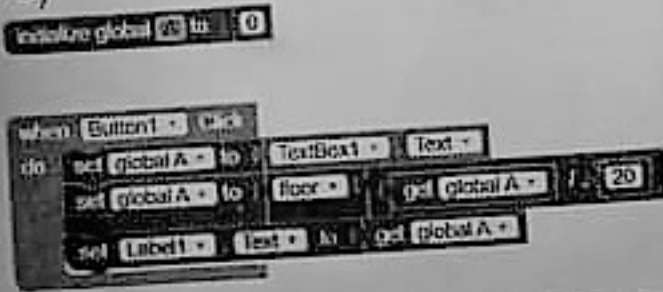 initialize global A to 0
when Button1
do set global A to TextBox1 . Text
set global A to floor get global A / 20
set Label1 . Text to get global A